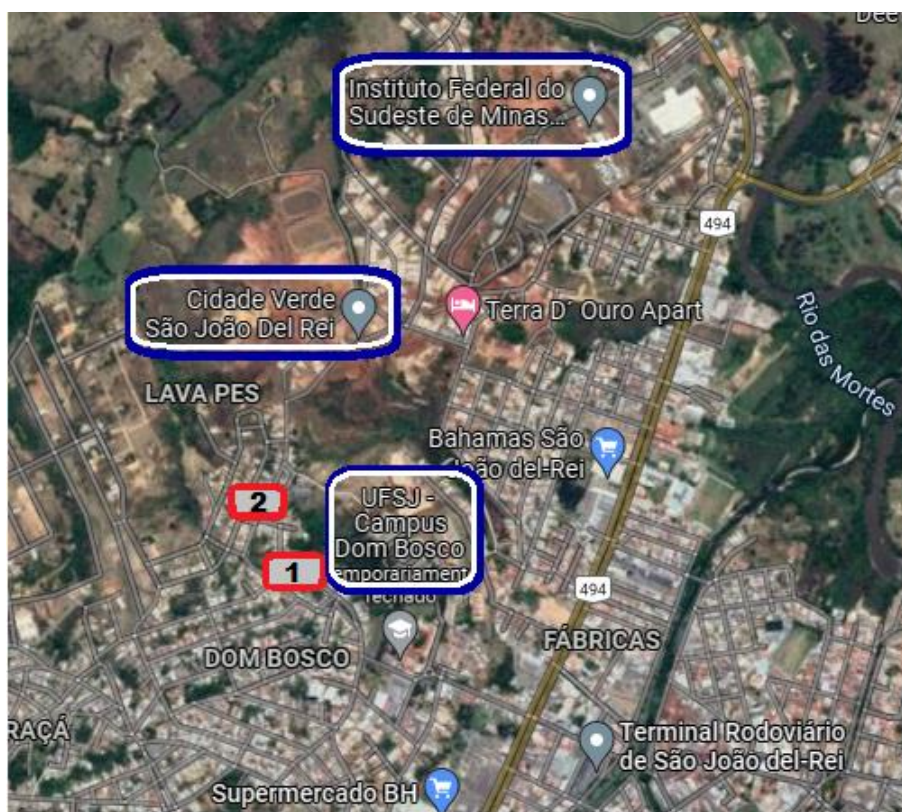 Instituto Federal do
Sudeste de Minas...
494
Cidade Verde
São João Del Rei
Terra D´ Ouro Apart
Rio das Mortes
LAVA PES
Bahamas São
João del-Rei
2
UFSJ -
Campus
Dom Bosco
emporariament
fechado
1
494
FÁBRICAS
DOM BOSCO
RAÇÁ
Terminal Rodoviário
de São João del-Rei
Supermercado BH